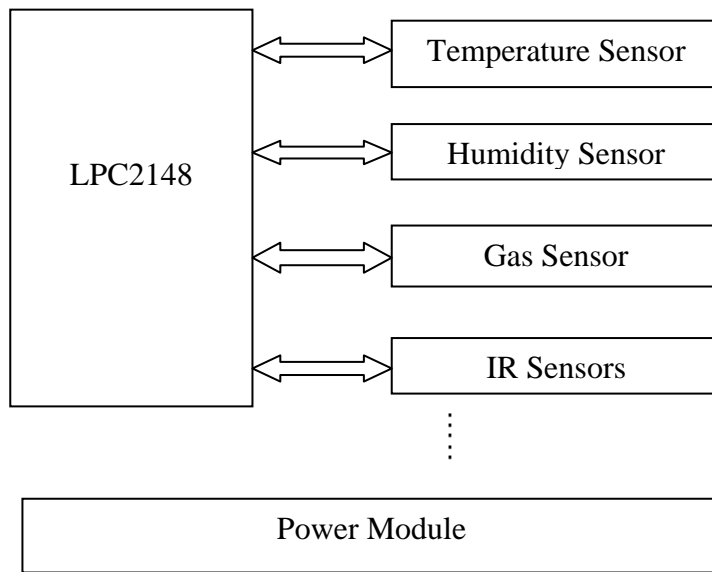 Temperature Sensor
Humidity Sensor
LPC2148
Gas Sensor
IR Sensors
Power Module